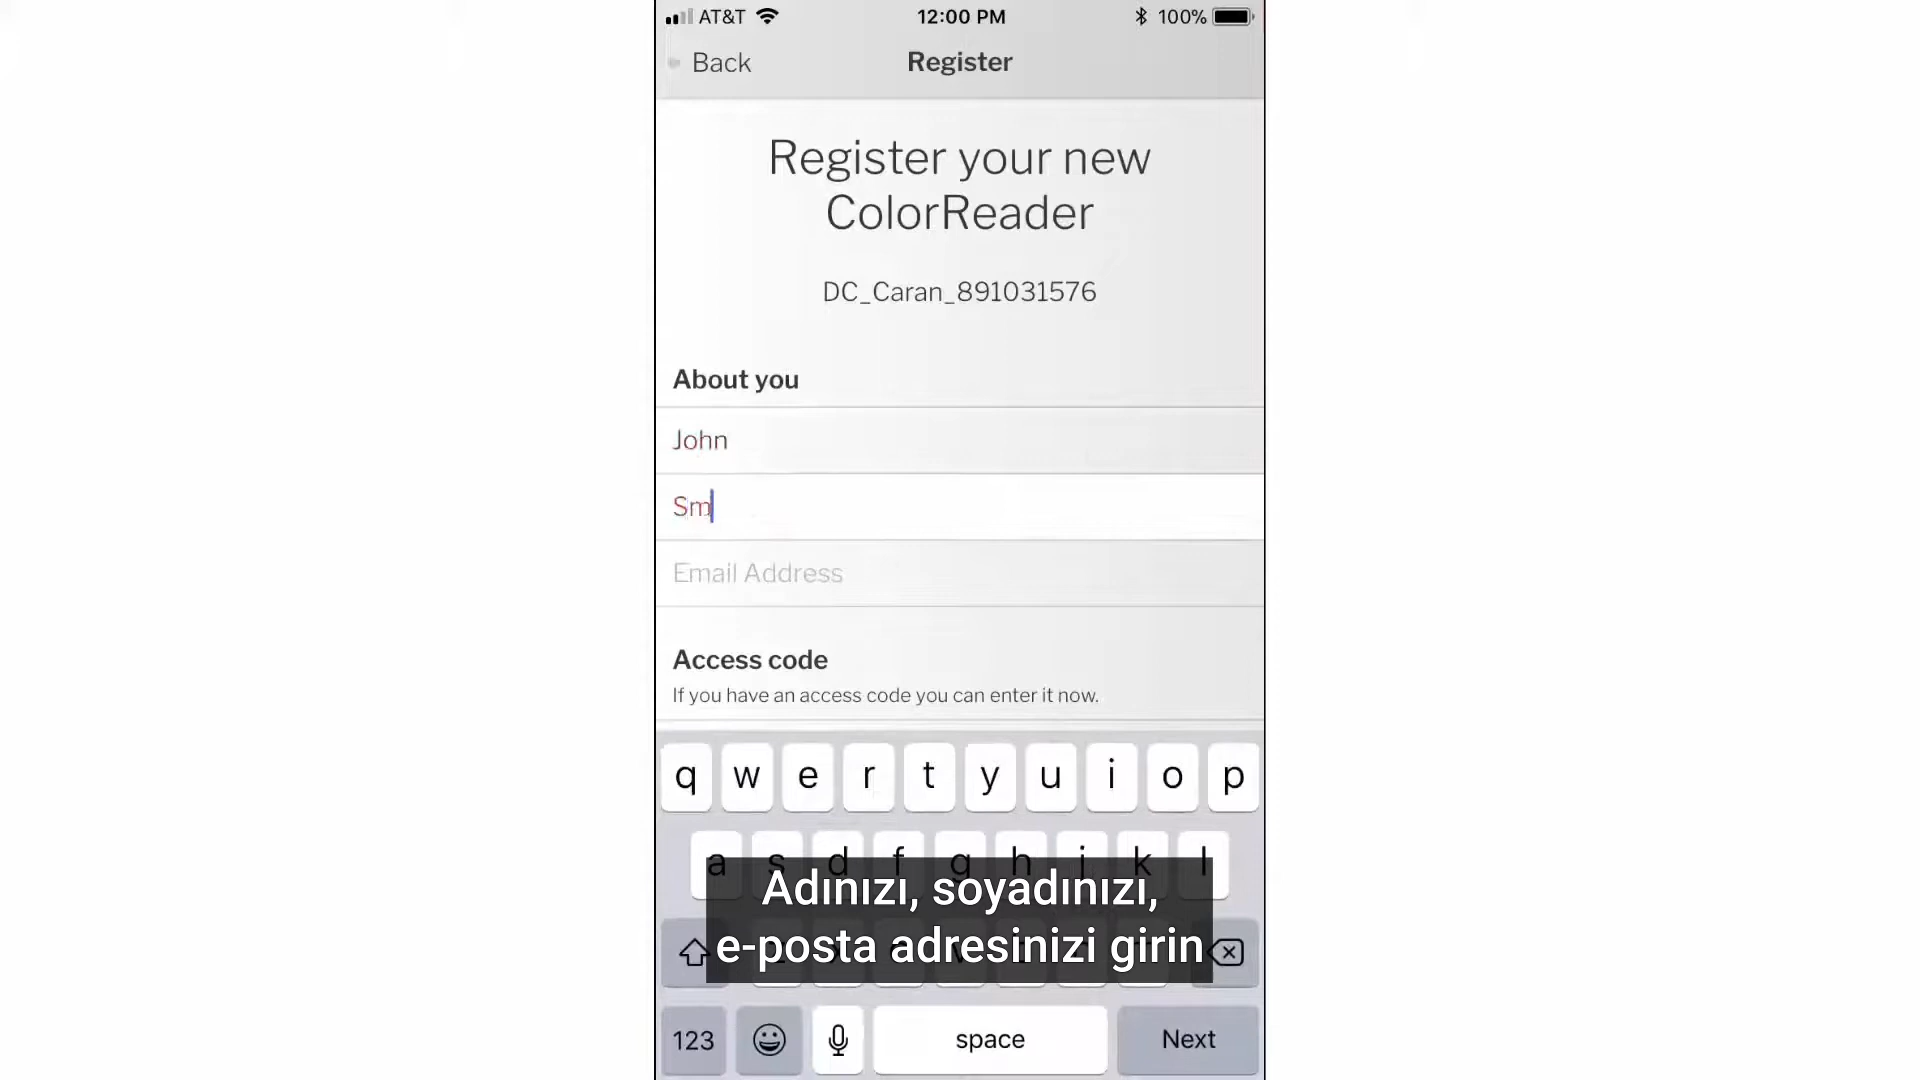 AT&T 12:00 PM 100%
Back Register
Register your new
ColorReader
DC_Caran_891031576
About you
John
Sm
Email Address
Access code
If you have an access code you can enter it now.
q w e r t y u i o p
a s d f g h j k l
Adınızı, soyadınızı,
e-posta adresinizi girin
123 space Next